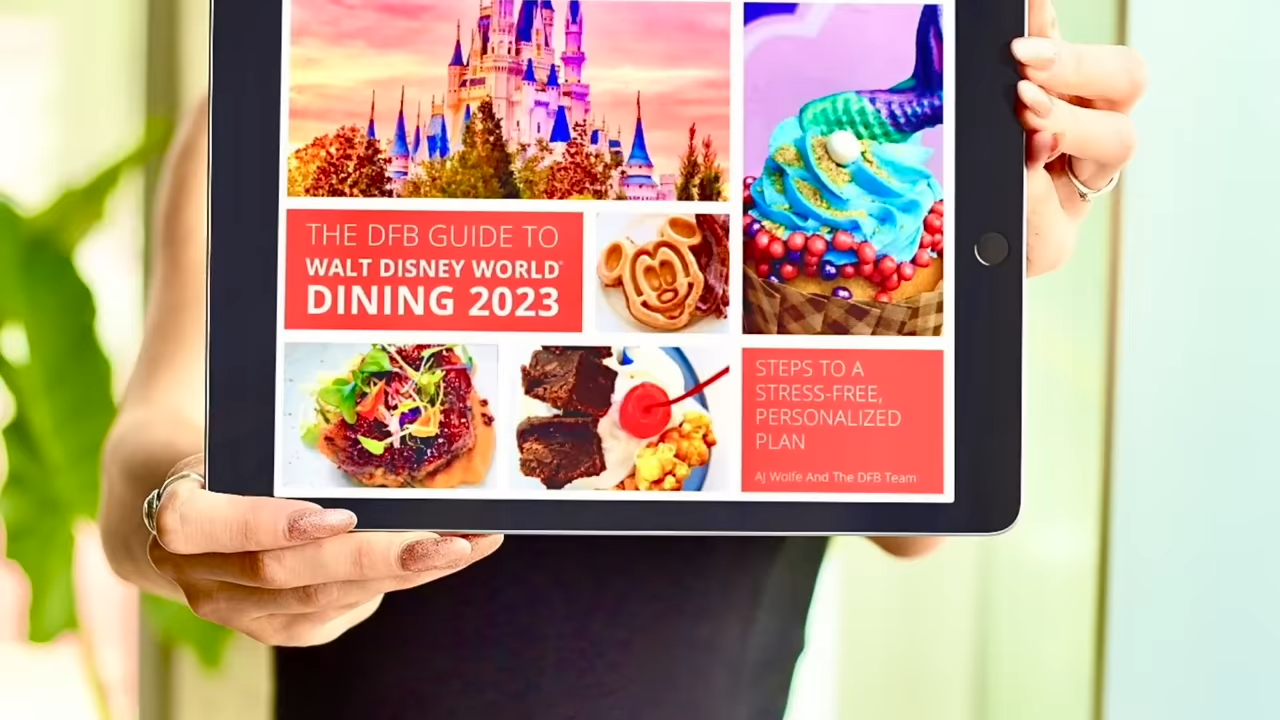 THE DFB GUIDE TO
WALT DISNEY WORLD®
DINING 2023
STEPS TO A
STRESS-FREE,
PERSONALIZED
PLAN
AJ Wolfe And The DFB Team